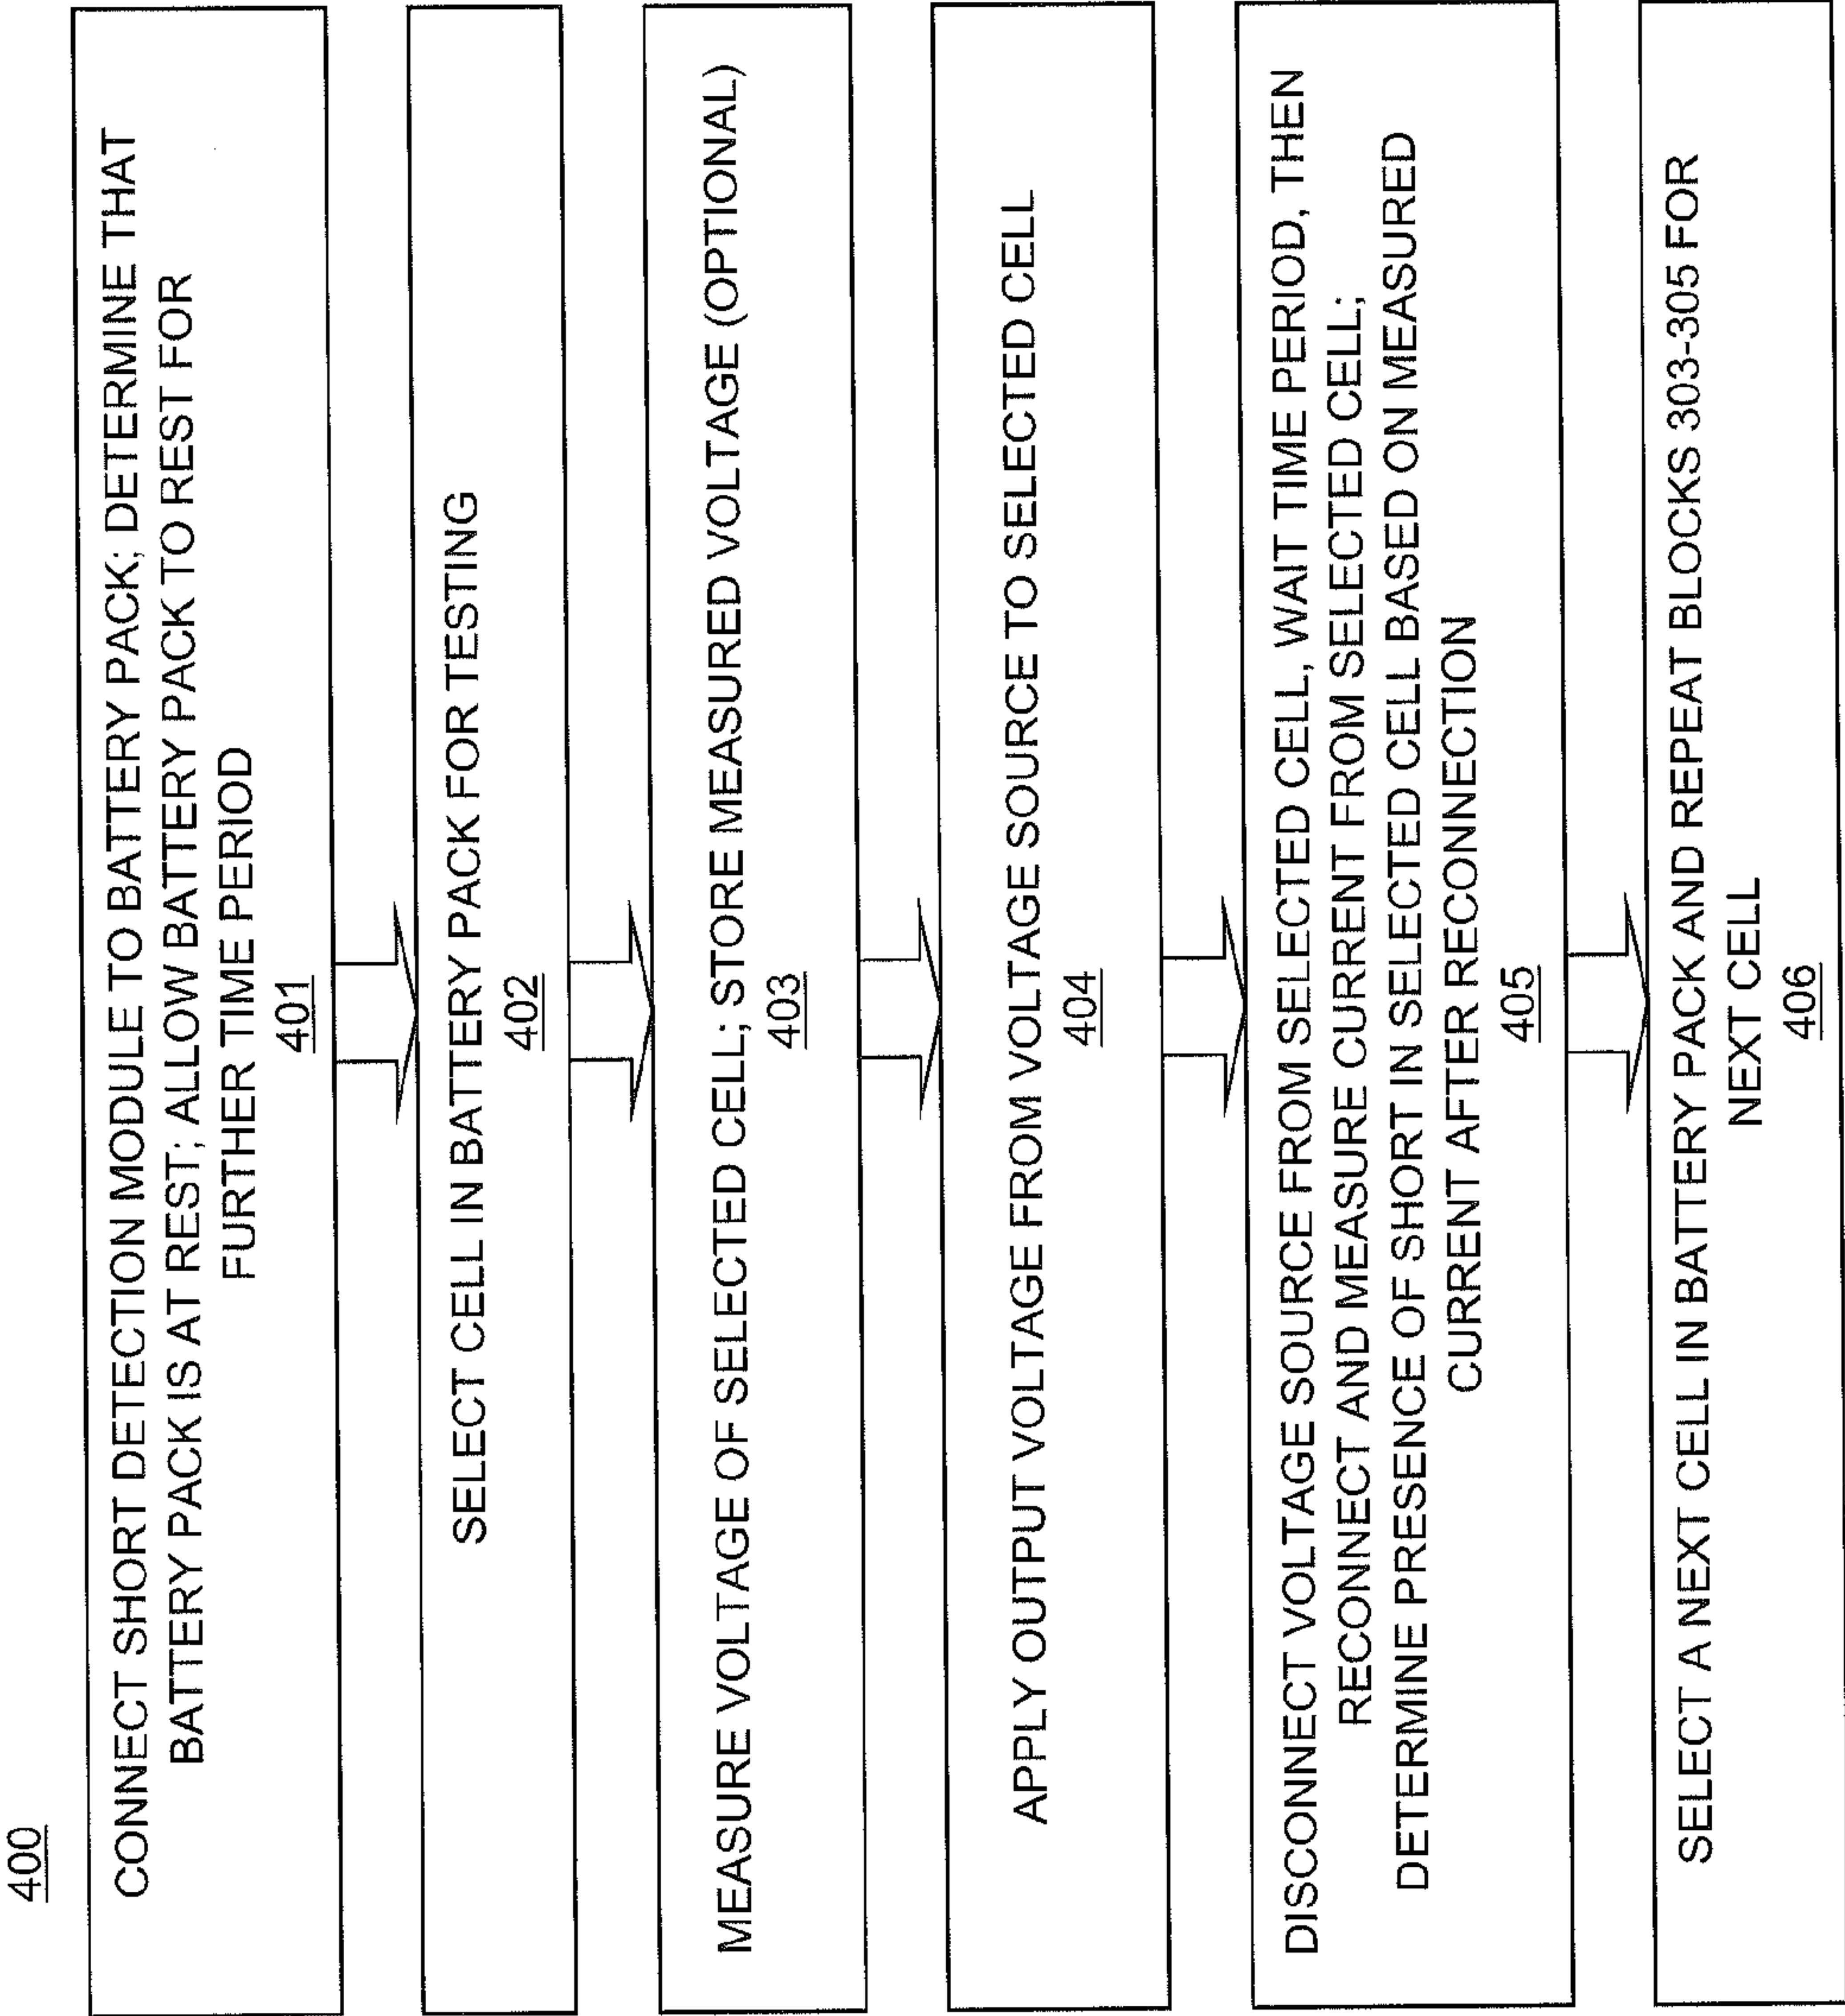 400
CONNECT SHORT DETECTION MODULE TO BATTERY PACK; DETERMINE THAT
BATTERY PACK IS AT REST; ALLOW BATTERY PACK TO REST FOR
FURTHER TIME PERIOD
401
SELECT CELL IN BATTERY PACK FOR TESTING
402
MEASURE VOLTAGE OF SELECTED CELL; STORE MEASURED VOLTAGE (OPTIONAL)
403
APPLY OUTPUT VOLTAGE FROM VOLTAGE SOURCE TO SELECTED CELL
404
DISCONNECT VOLTAGE SOURCE FROM SELECTED CELL, WAIT TIME PERIOD, THEN
RECONNECT AND MEASURE CURRENT FROM SELECTED CELL;
DETERMINE PRESENCE OF SHORT IN SELECTED CELL BASED ON MEASURED
CURRENT AFTER RECONNECTION
405
SELECT A NEXT CELL IN BATTERY PACK AND REPEAT BLOCKS 303-305 FOR
NEXT CELL
406